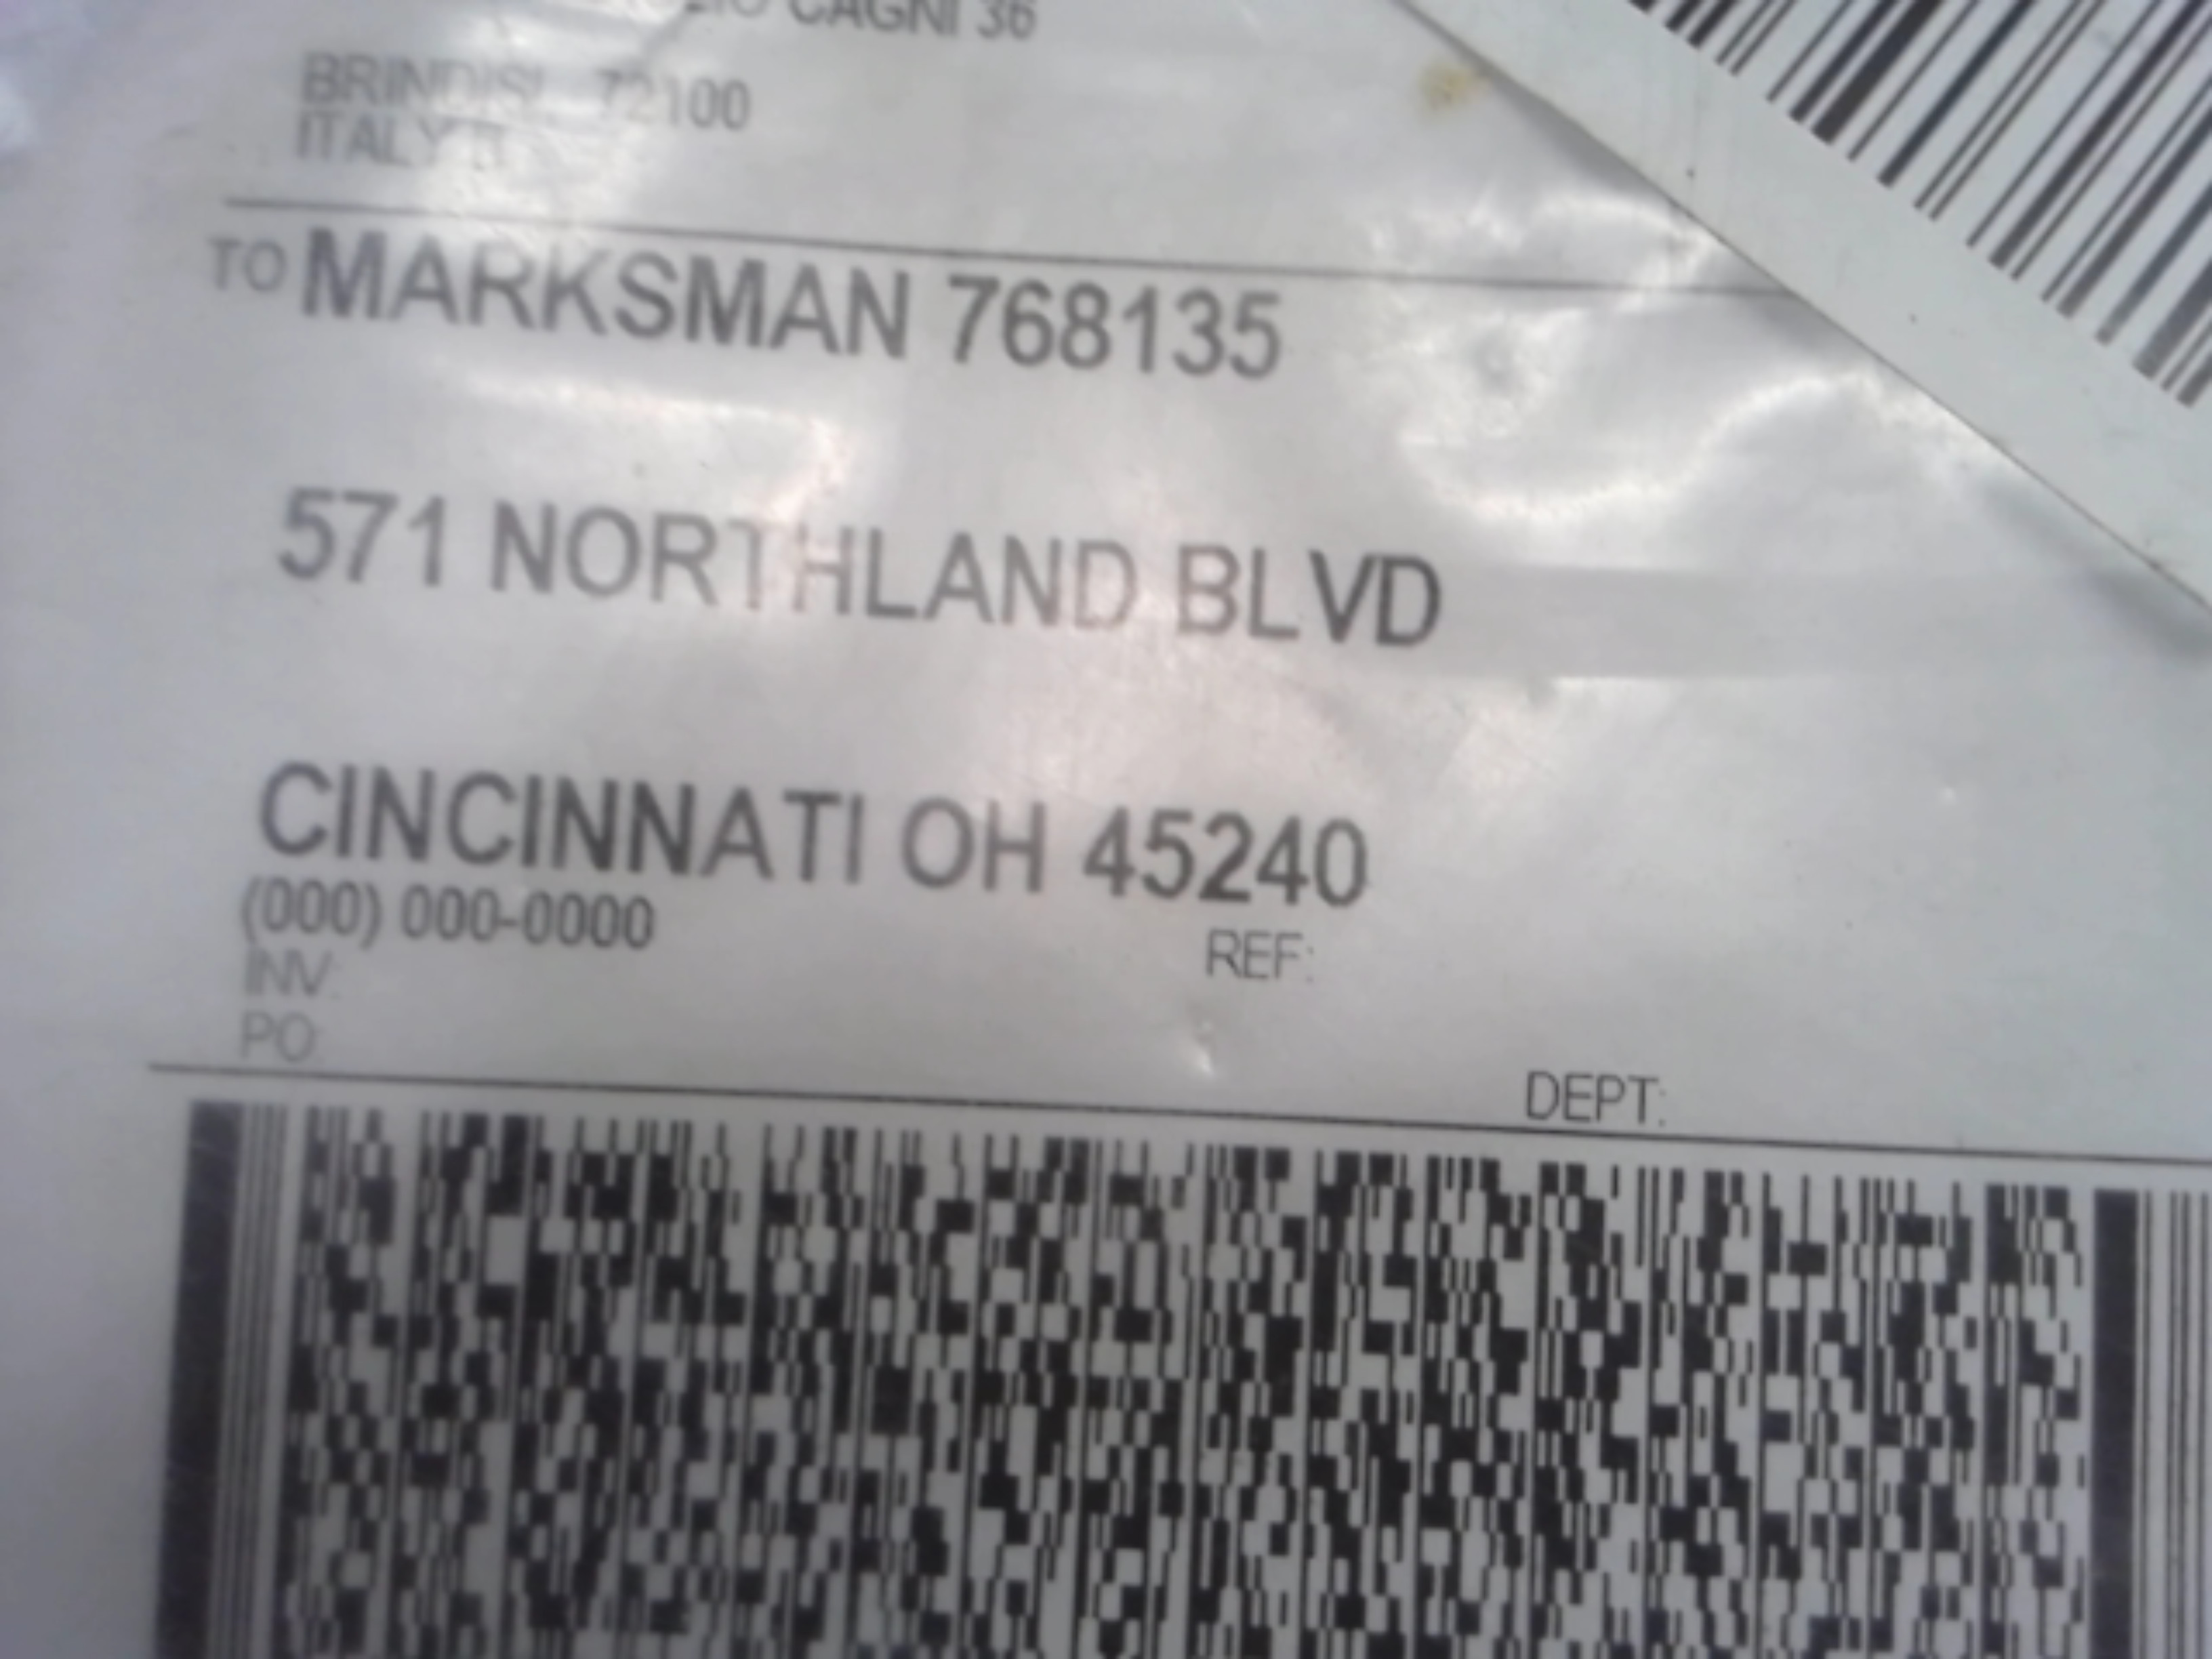 CAGNI 36
BRINDISI, 72100
ITALY IT
TO MARKSMAN 768135
571 NORTHLAND BLVD
CINCINNATI OH 45240
(000) 000-0000
REF:
INV:
PO:
DEPT: